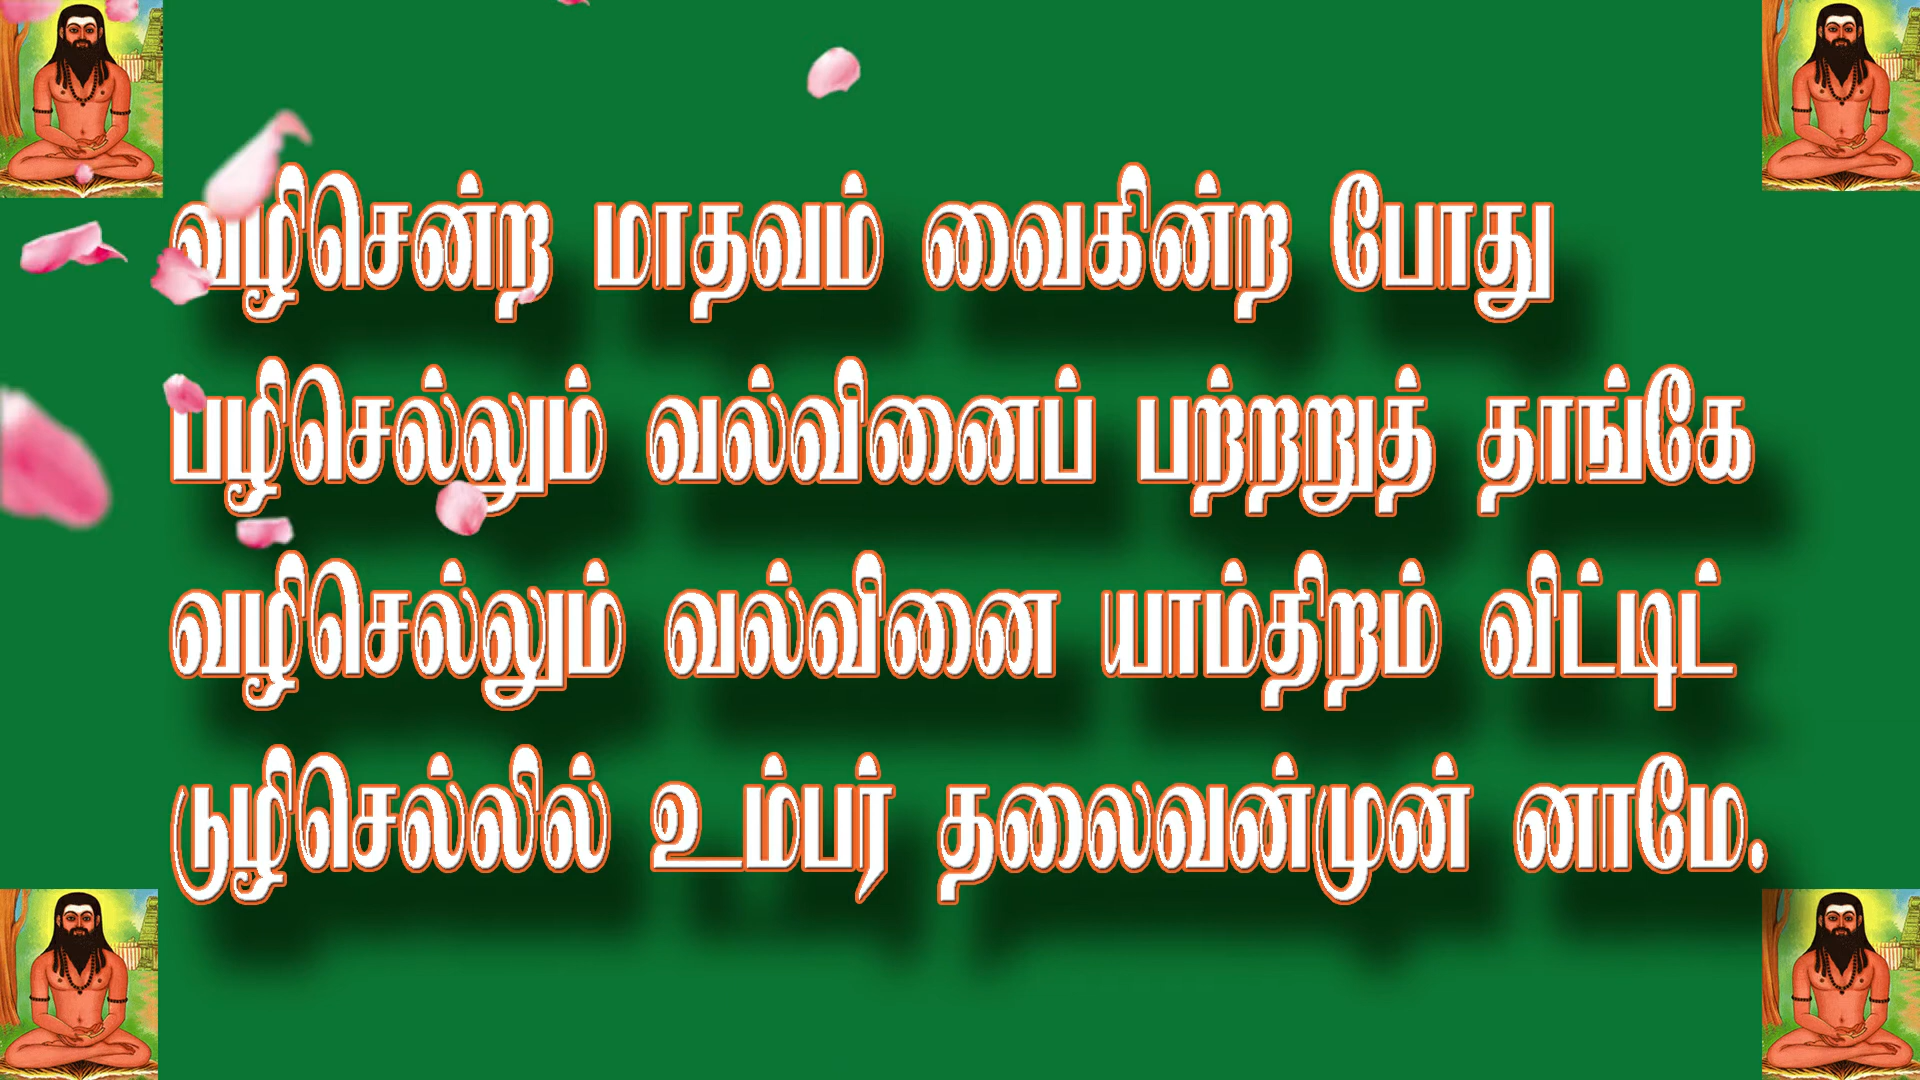 வழிசென்ற மாதவம் வைகின்ற போது
பழிசெல்லும் வல்வினைப் பற்றறுத் தாங்கே
வழிசெல்லும் வல்வினை யாம்திறம் விட்டிட்
டுழிசெல்லில் உம்பர் தலைவன்முன் னாமே.